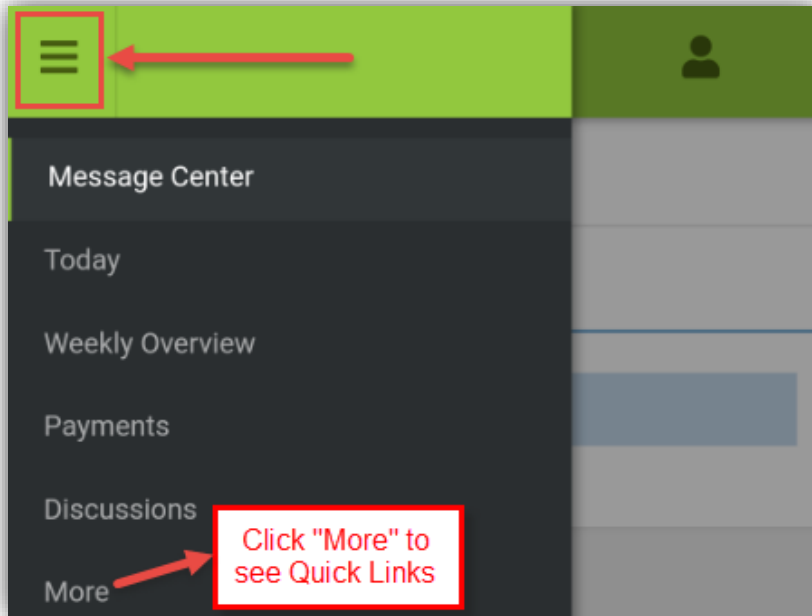 Message Center
Today
Weekly Overview
Payments
Discussions
Click "More" to
see Quick Links
More